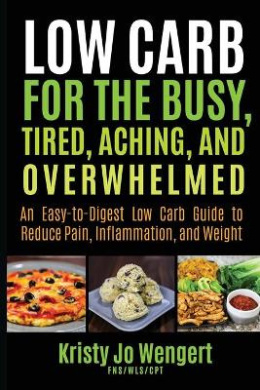 LOW CARB
FOR THE BUSY,
TIRED, ACHING, AND
OVERWHELMED
An Easy-to-Digest Low Carb Guide to
Reduce Pain, Inflammation, and Weight
Kristy Jo Wengert
FNS/WLS/CPT